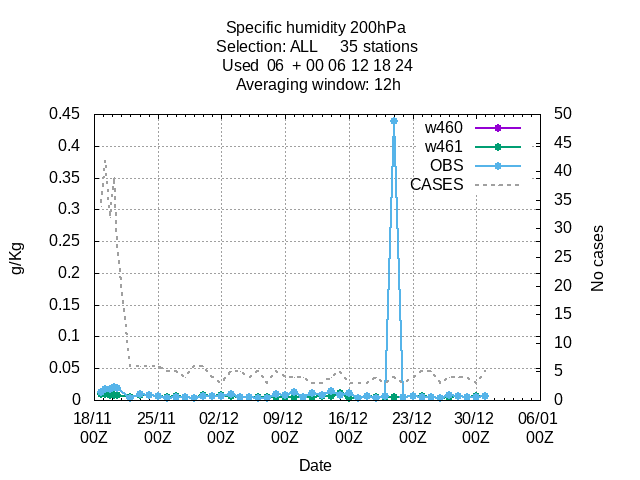 Specific humidity 200hPa
Selection: ALL     35 stations
Used  06  + 00 06 12 18 24
Averaging window: 12h
0.45
0.4
0.35
0.3
0.25
0.2
0.15
0.1
0.05
0
g/Kg
w460
w461
OBS
CASES
50
45
40
35
30
25
20
15
10
5
0
No cases
18/11 25/11 02/12 09/12 16/12 23/12 30/12 06/01
00Z 00Z 00Z 00Z 00Z 00Z 00Z 00Z
Date